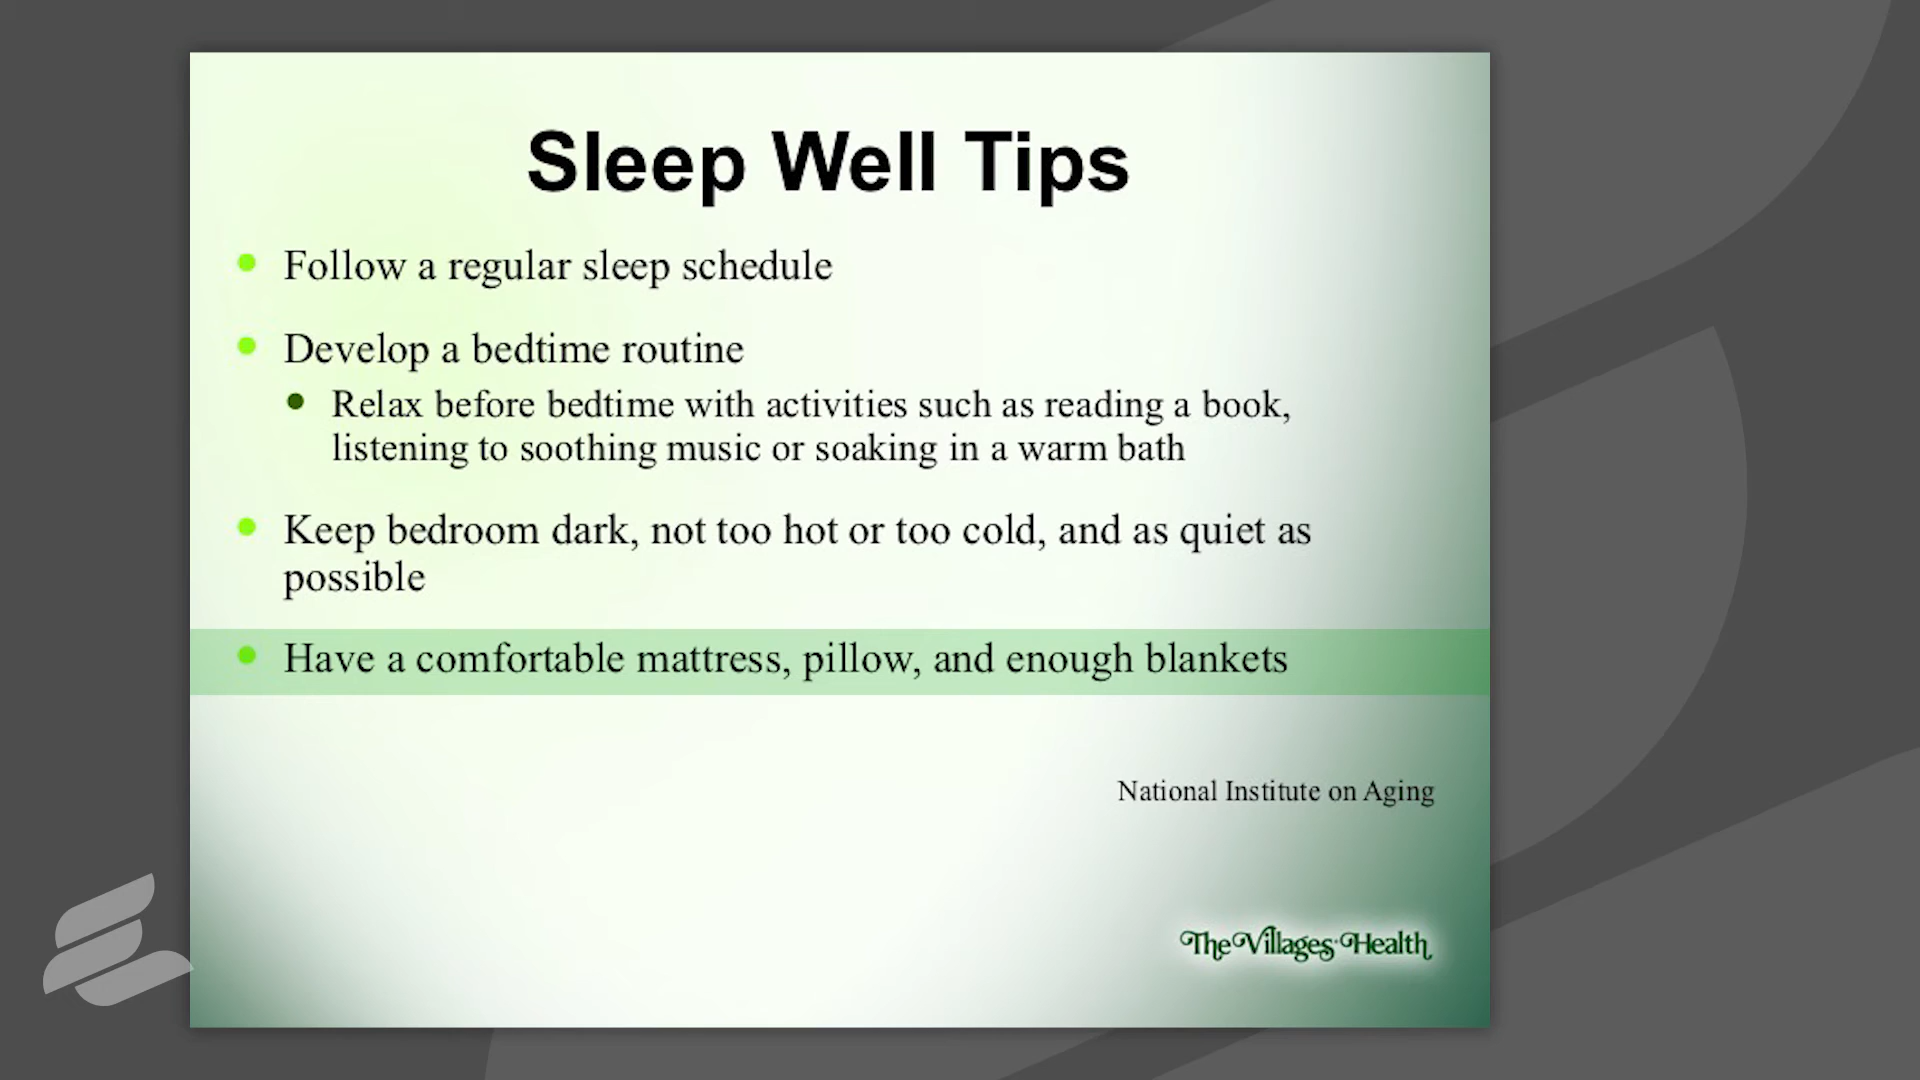 Sleep Well Tips
Follow a regular sleep schedule
Develop a bedtime routine
Relax before bedtime with activities such as reading a book,
listening to soothing music or soaking in a warm bath
Keep bedroom dark, not too hot or too cold, and as quiet as
possible
Have a comfortable mattress, pillow, and enough blankets
National Institute on Aging
The Villages Health